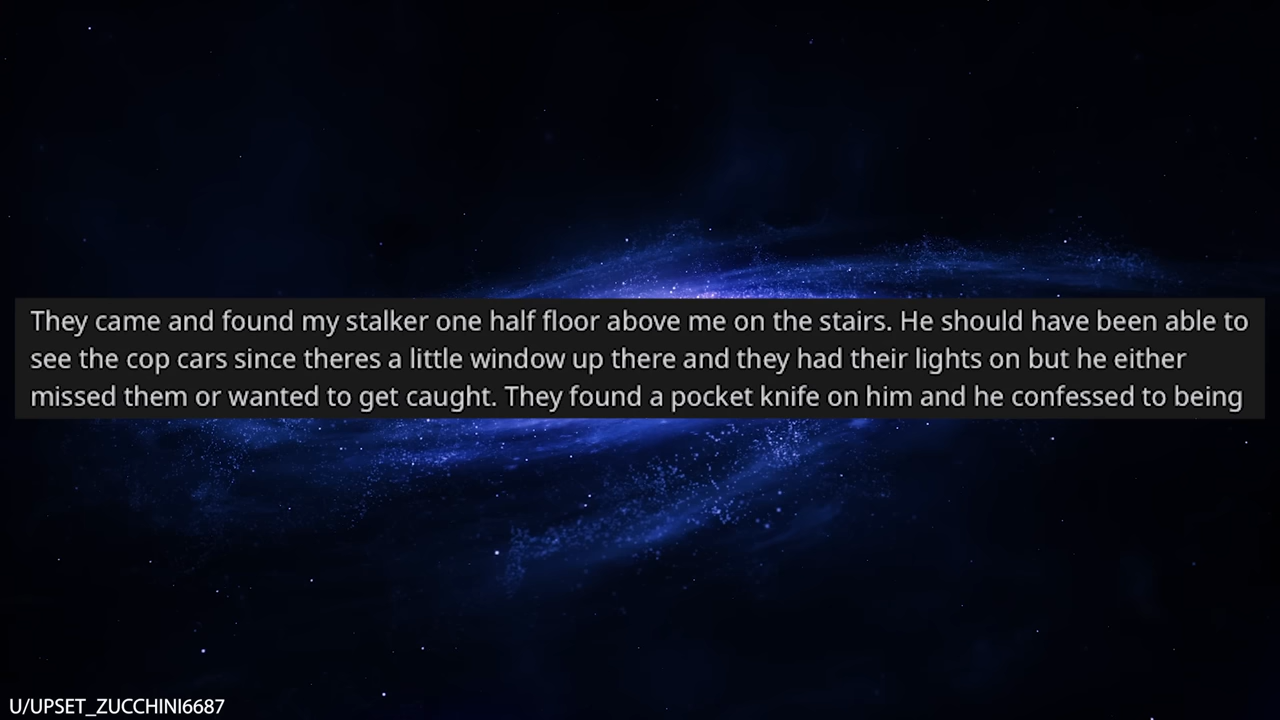 They came and found my stalker one half floor above me on the stairs. He should have been able to
see the cop cars since theres a little window up there and they had their lights on but he either
missed them or wanted to get caught. They found a pocket knife on him and he confessed to being
U/UPSET_ZUCCHINI6687